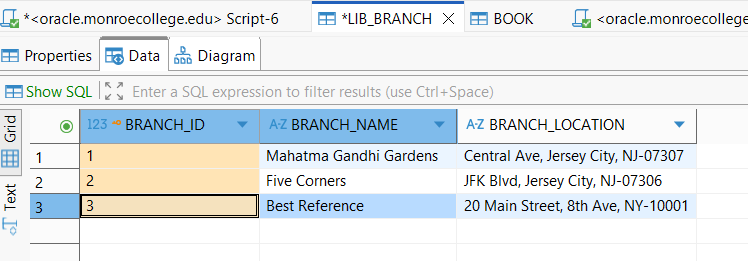 *<oracle.monroecollege.edu> Script-6 *LIB_BRANCH BOOK <oracle.monroecollege
Properties Data Diagram
Show SQL Enter a SQL expression to filter results (use Ctrl+Space)
Grid
Text
123 BRANCH_ID A-Z BRANCH_NAME A-Z BRANCH_LOCATION
1 1 Mahatma Gandhi Gardens Central Ave, Jersey City, NJ-07307
2 2 Five Corners JFK Blvd, Jersey City, NJ-07306
3 3 Best Reference 20 Main Street, 8th Ave, NY-10001